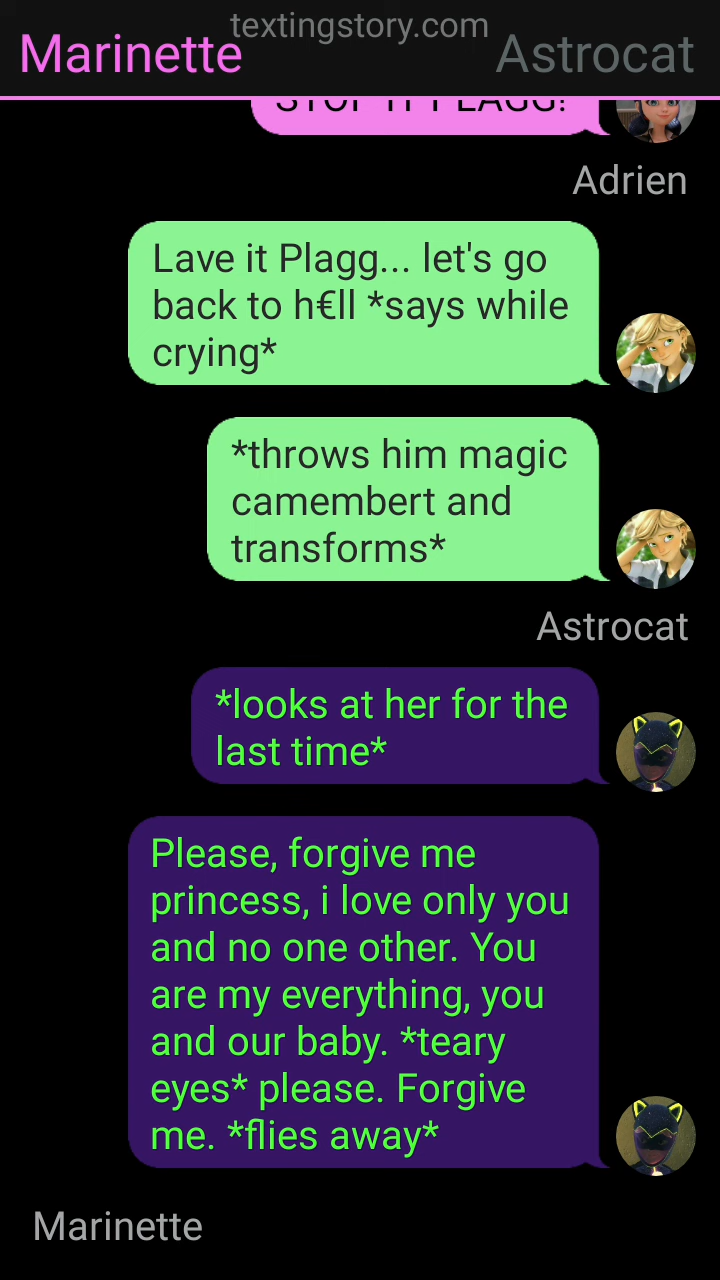 textingstory.com
Marinette
Astrocat
STOP IT PLAGG!
Adrien
Lave it Plagg... let's go
back to h€ll *says while
crying*
*throws him magic
camembert and
transforms*
Astrocat
*looks at her for the
last time*
Please, forgive me
princess, i love only you
and no one other. You
are my everything, you
and our baby. *teary
eyes* please. Forgive
me. *flies away*
Marinette